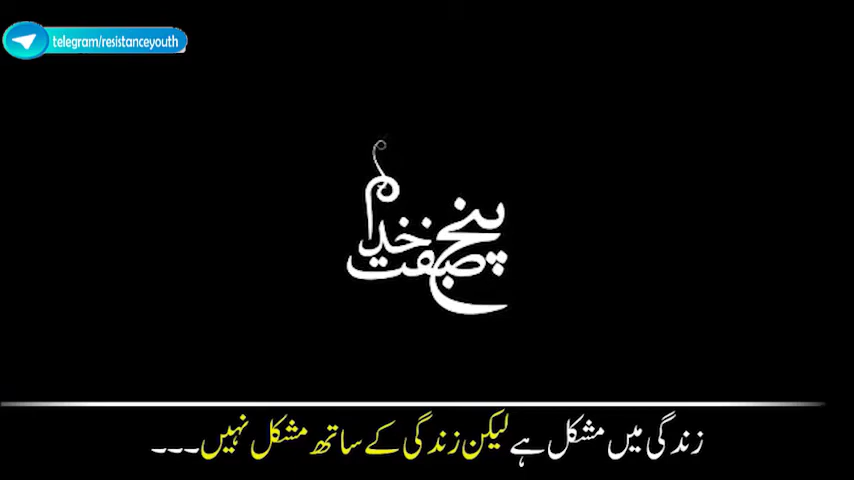 telegram/resistanceyouth
پنج
صفت خدا
زندگی میں مشکل ہے لیکن زندگی کے ساتھ مشکل نہیں۔۔۔